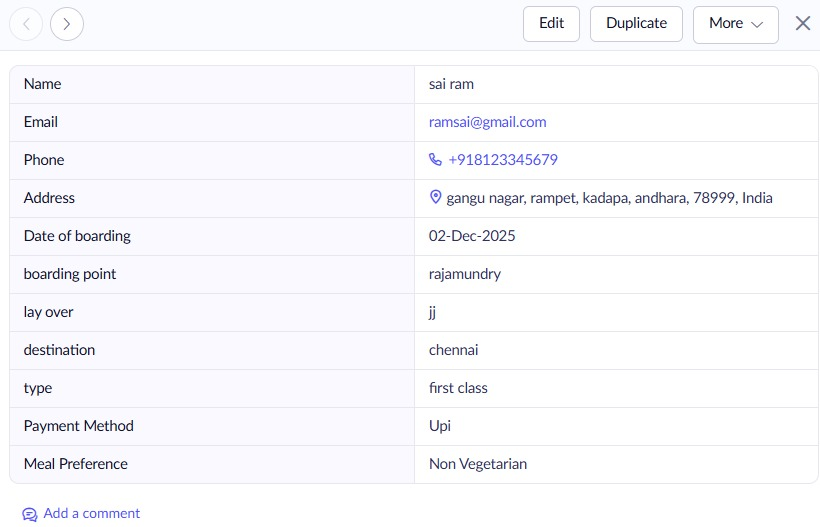 Edit Duplicate More
Name sai ram
Email ramsai@gmail.com
Phone +918123345679
Address gangu nagar, rampet, kadapa, andhara, 78999, India
Date of boarding 02-Dec-2025
boarding point rajamundry
lay over jj
destination chennai
type first class
Payment Method Upi
Meal Preference Non Vegetarian
Add a comment